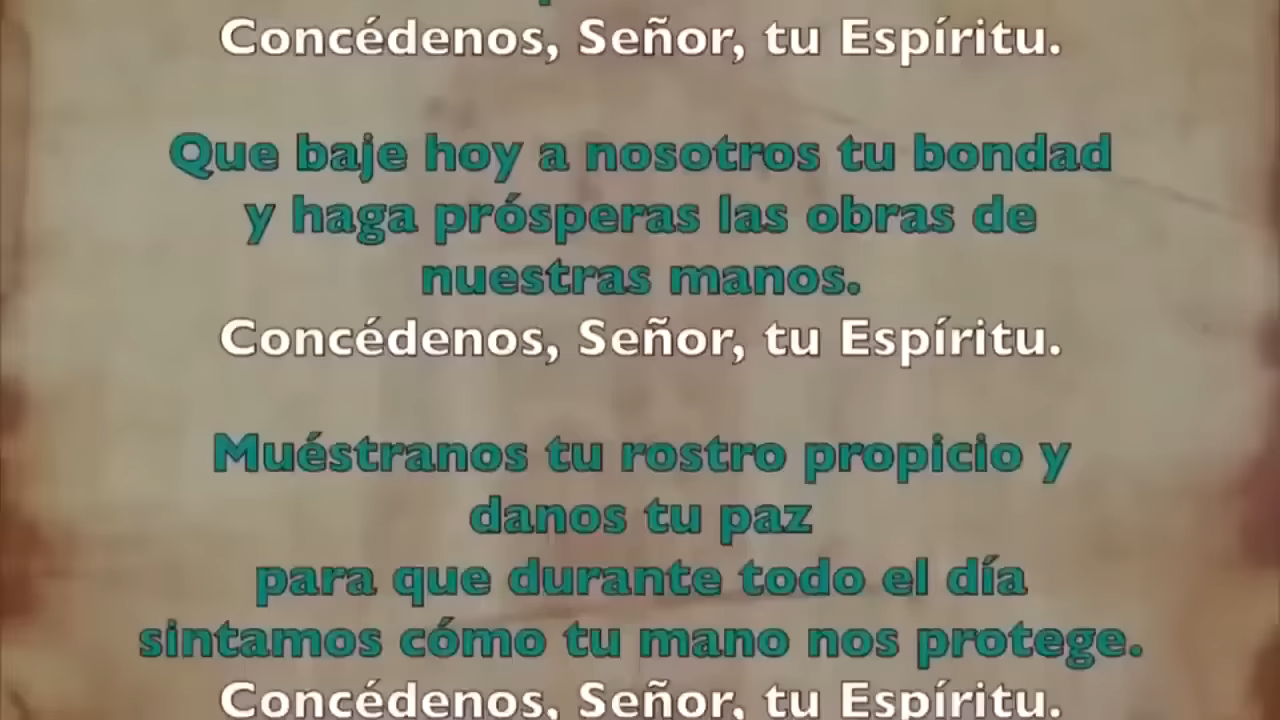 Concédenos, Señor, tu Espíritu.
Que baje hoy a nosotros tu bondad
y haga prósperas las obras de
nuestras manos.
Concédenos, Señor, tu Espíritu.
Muéstranos tu rostro propicio y
danos tu paz
para que durante todo el día
sintamos cómo tu mano nos protege.
Concédenos, Señor, tu Espíritu.